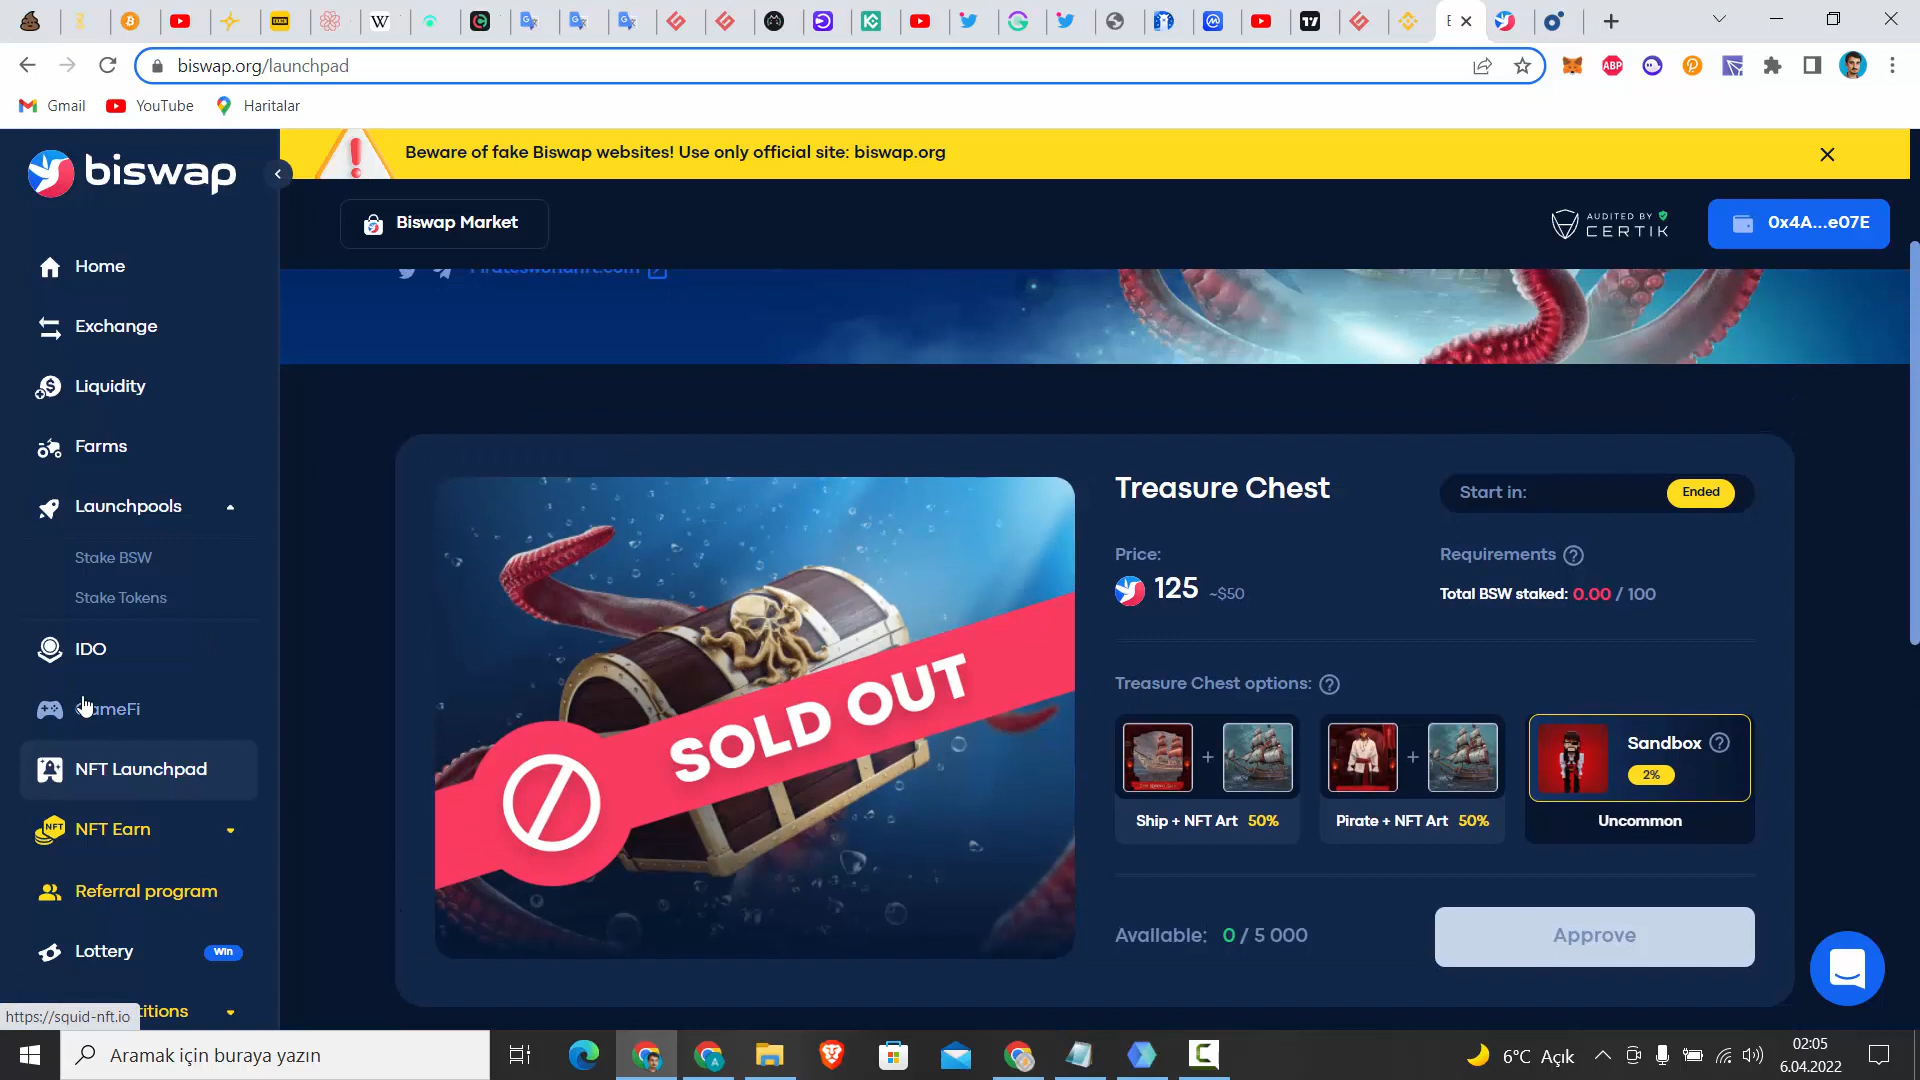 biswap.org/launchpad
Gmail
YouTube
Haritalar
biswap
Beware of fake Biswap websites! Use only official site: biswap.org
Biswap Market
AUDITED BY
CERTIK
0x4A...e07E
Home
Exchange
Liquidity
Farms
Launchpools
Stake BSW
Stake Tokens
IDO
NFT Launchpad
NFT Earn
Referral program
Lottery
Win
https://squid-nft.io
SOLD OUT
Treasure Chest
Start in:
Ended
Price:
125 ~$50
Requirements
Total BSW staked: 0.00 / 100
Treasure Chest options:
Ship + NFT Art 50%
Pirate + NFT Art 50%
Sandbox
2%
Uncommon
Available: 0 / 5 000
Approve
Aramak için buraya yazın
6°C Açık
02:05
6.04.2022